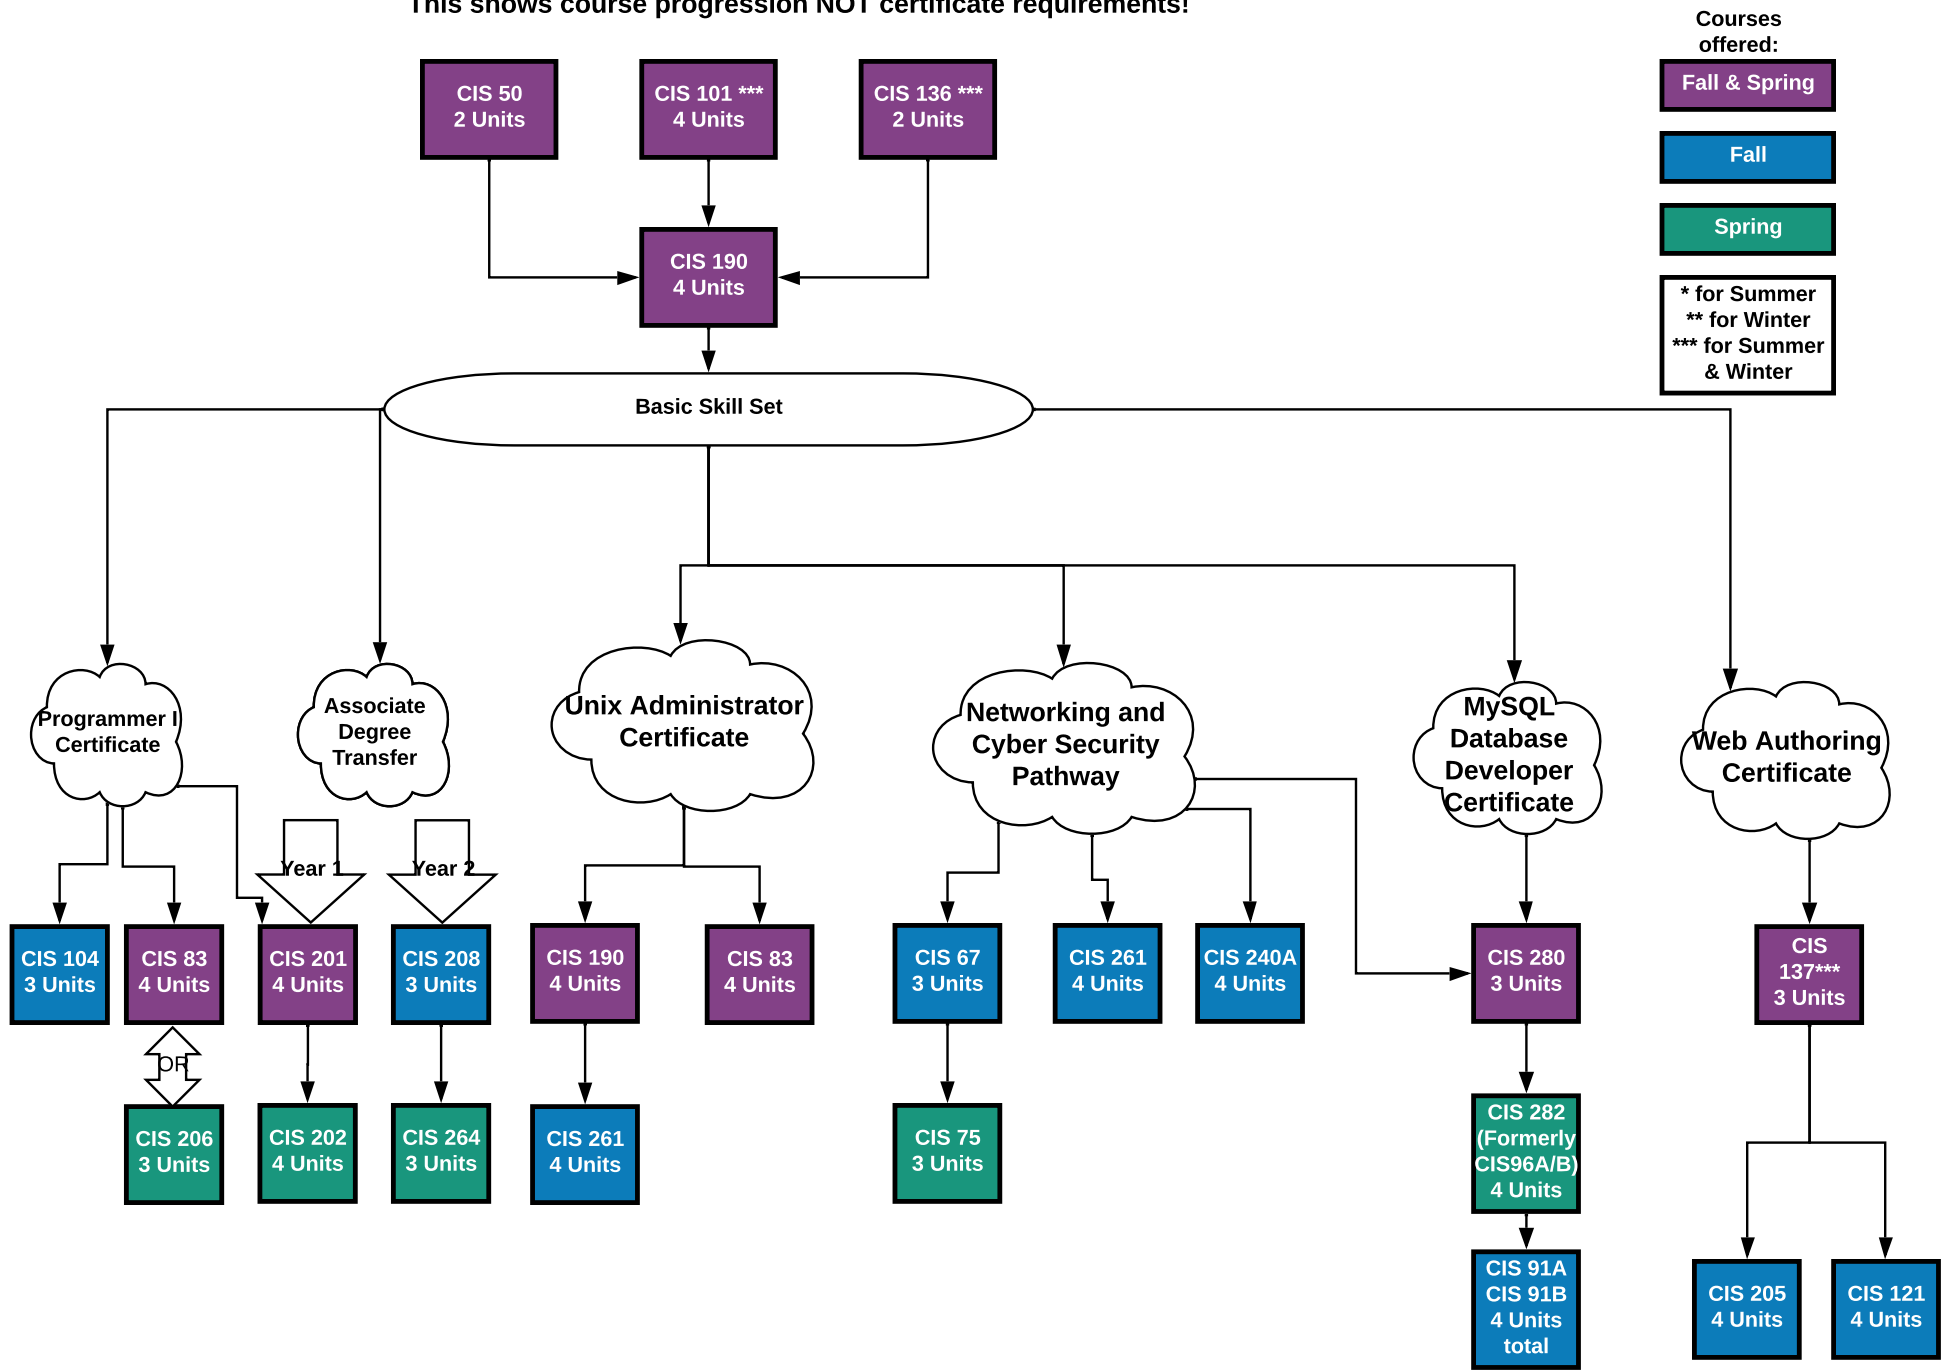 This shows course progression NOT certificate requirements!
Courses
offered:
Fall & Spring
Fall
Spring
* for Summer
** for Winter
*** for Summer
& Winter
CIS 50
2 Units
CIS 101 ***
4 Units
CIS 136 ***
2 Units
CIS 190
4 Units
Basic Skill Set
Programmer I
Certificate
Associate
Degree
Transfer
Unix Administrator
Certificate
Networking and
Cyber Security
Pathway
MySQL
Database
Developer
Certificate
Web Authoring
Certificate
Year 1
Year 2
CIS 104
3 Units
CIS 83
4 Units
CIS 201
4 Units
CIS 208
3 Units
CIS 190
4 Units
CIS 83
4 Units
CIS 67
3 Units
CIS 261
4 Units
CIS 240A
4 Units
CIS 280
3 Units
CIS
137***
3 Units
OR
CIS 206
3 Units
CIS 202
4 Units
CIS 264
3 Units
CIS 261
4 Units
CIS 75
3 Units
CIS 282
(Formerly
CIS96A/B)
4 Units
CIS 91A
CIS 91B
4 Units
total
CIS 205
4 Units
CIS 121
4 Units